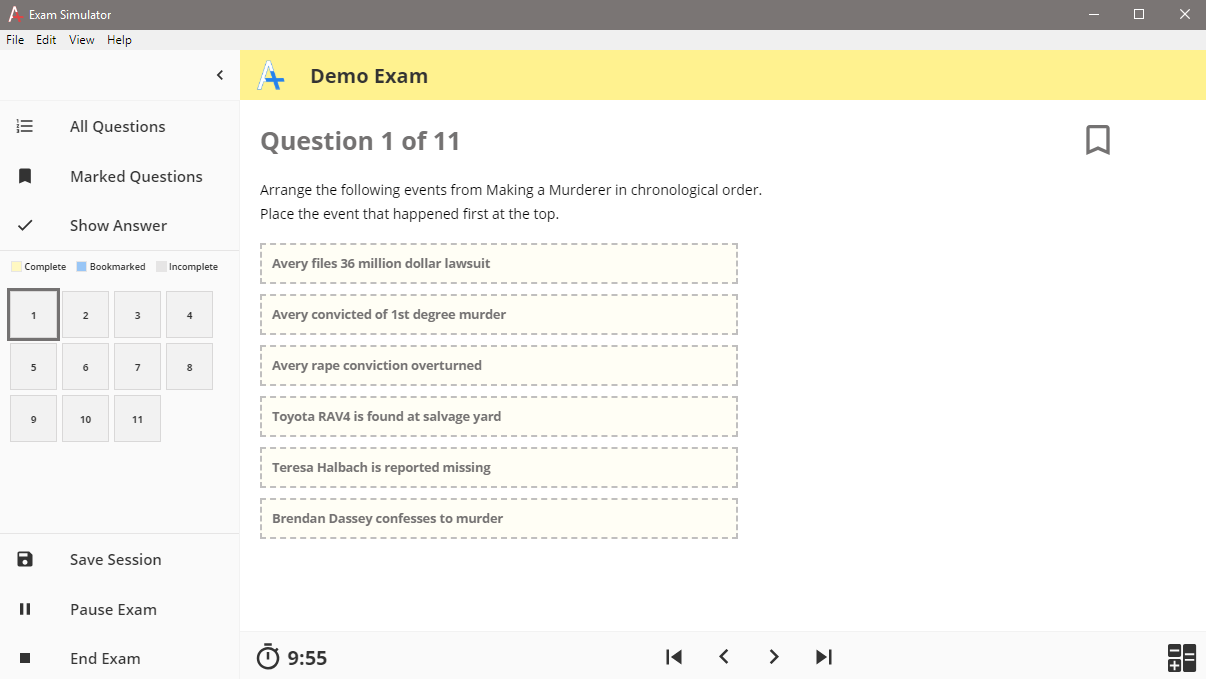 Exam Simulator
File Edit View Help
Demo Exam
All Questions
Marked Questions
Show Answer
Complete Bookmarked Incomplete
1 2 3 4
5 6 7 8
9 10 11
Save Session
Pause Exam
End Exam
Question 1 of 11
Arrange the following events from Making a Murderer in chronological order.
Place the event that happened first at the top.
Avery files 36 million dollar lawsuit
Avery convicted of 1st degree murder
Avery rape conviction overturned
Toyota RAV4 is found at salvage yard
Teresa Halbach is reported missing
Brendan Dassey confesses to murder
9:55